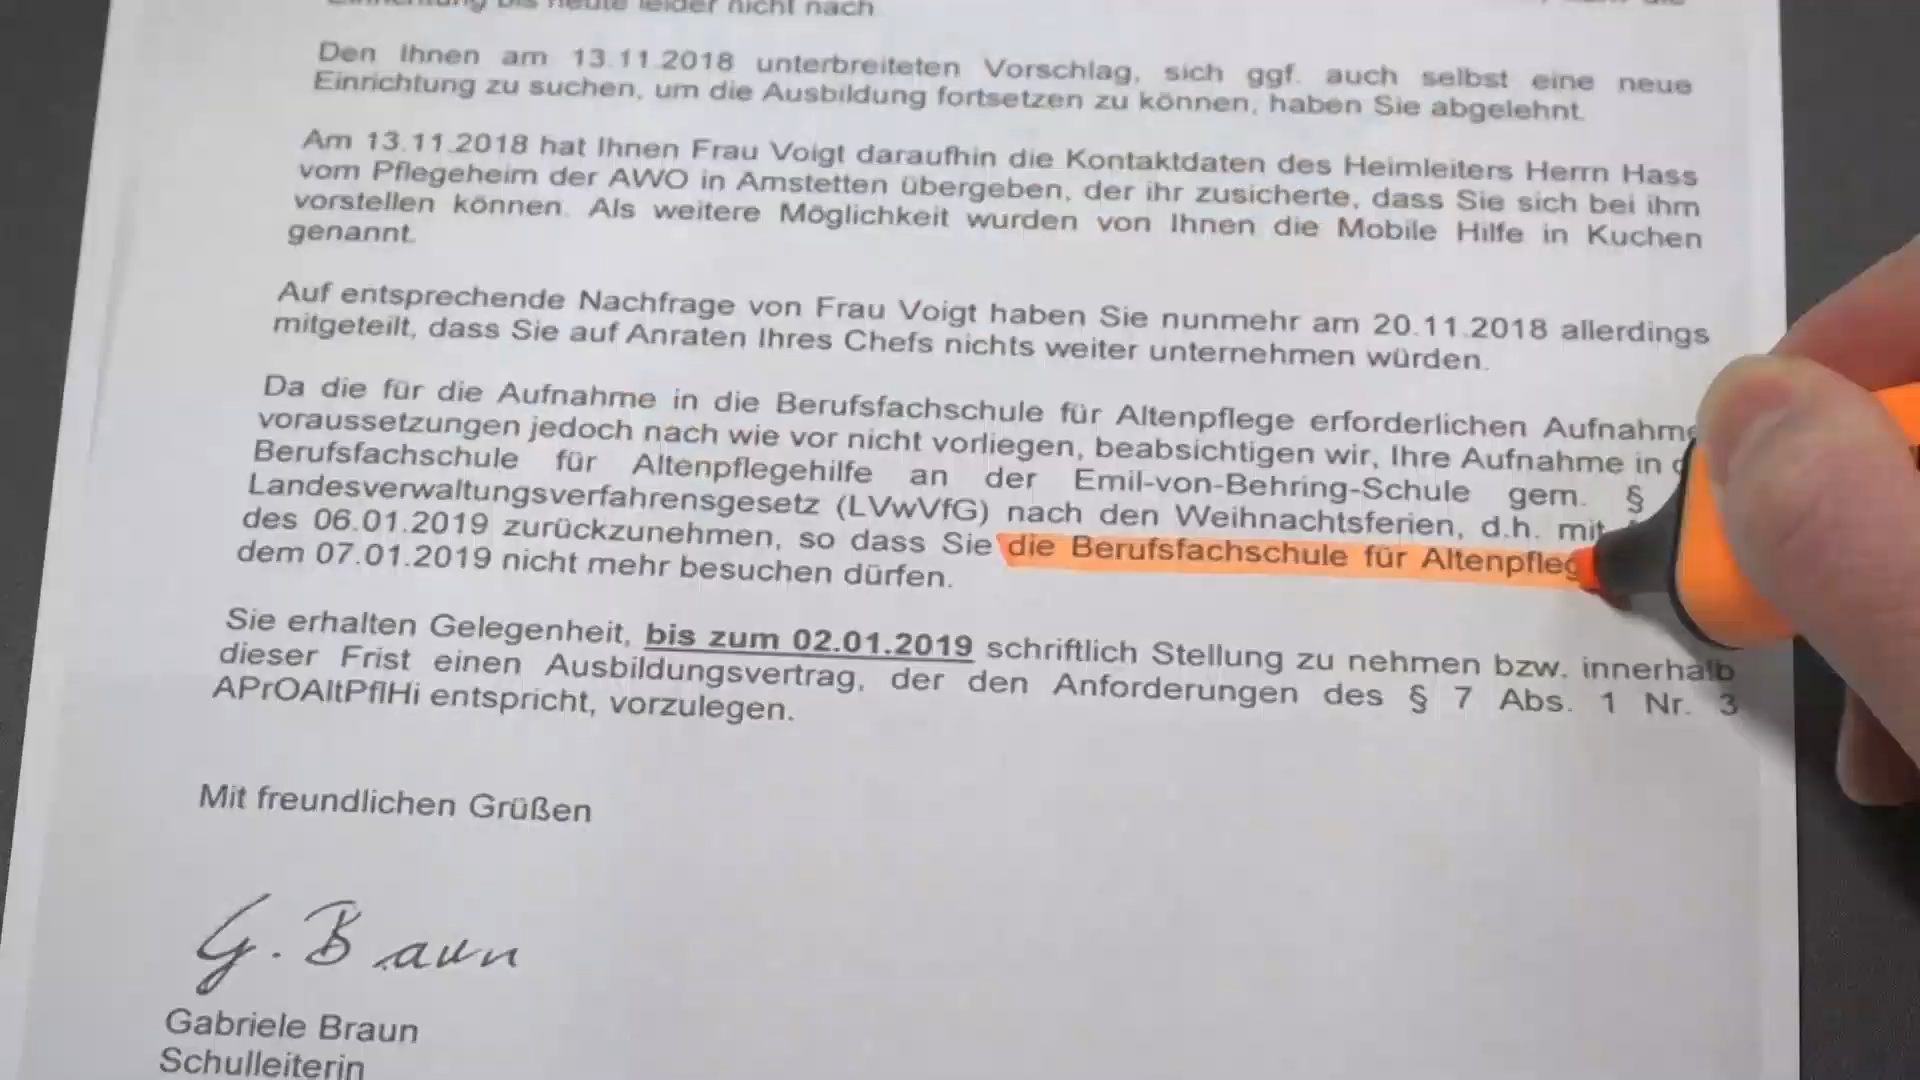 bis heute leider nicht nach
Den Ihnen am 13.11.2018 unterbreiteten Vorschlag, sich ggf. auch selbst eine neue
Einrichtung zu suchen, um die Ausbildung fortsetzen zu können, haben Sie abgelehnt.
Am 13.11.2018 hat Ihnen Frau Voigt daraufhin die Kontaktdaten des Heimleiters Herrn Hass
vom Pflegeheim der AWO in Amstetten übergeben, der ihr zusicherte, dass Sie sich bei ihm
vorstellen können. Als weitere Möglichkeit wurden von Ihnen die Mobile Hilfe in Kuchen
genannt.
Auf entsprechende Nachfrage von Frau Voigt haben Sie nunmehr am 20.11.2018 allerdings
mitgeteilt, dass Sie auf Anraten Ihres Chefs nichts weiter unternehmen würden.
Da die für die Aufnahme in die Berufsfachschule für Altenpflege erforderlichen Aufnahme
voraussetzungen jedoch nach wie vor nicht vorliegen, beabsichtigen wir, Ihre Aufnahme in
Berufsfachschule für Altenpflegehilfe an der Emil-von-Behring-Schule gem. §
Landesverwaltungsverfahrensgesetz (LVwVfG) nach den Weihnachtsferien, d.h. mit
des 06.01.2019 zurückzunehmen, so dass Sie die Berufsfachschule für Altenpfleg
dem 07.01.2019 nicht mehr besuchen dürfen.
Sie erhalten Gelegenheit, bis zum 02.01.2019 schriftlich Stellung zu nehmen bzw. innerhalb
dieser Frist einen Ausbildungsvertrag, der den Anforderungen des § 7 Abs. 1 Nr. 3
APrOAltPflHi entspricht, vorzulegen.
Mit freundlichen Grüßen
G. Braun
Gabriele Braun
Schulleiterin